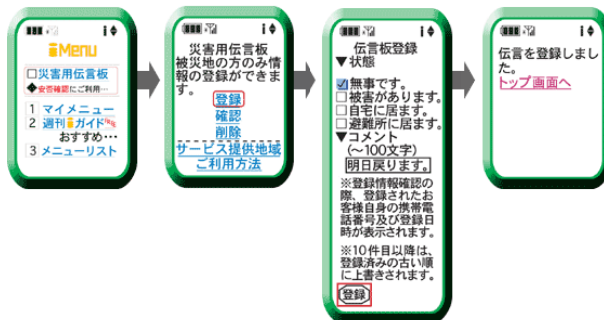 iMenu
災害用伝言板
◆安否確認にご利用…
1 マイメニュー
2 週刊iガイド
おすすめ…
3 メニューリスト
災害用伝言板
被災地の方のみ情
報の登録ができま
す。
登録
確認
削除
サービス提供地域
ご利用方法
伝言板登録
▼状態
無事です。
被害があります。
自宅に居ます。
避難所に居ます。
▼コメント
(～100文字)
明日戻ります。
※登録情報確認の
際、登録されたお
客様自身の携帯電
話番号及び登録日
時が表示されます。
※10件目以降は、
登録済みの古い順
に上書きされます。
登録
伝言を登録しまし
た。
トップ画面へ